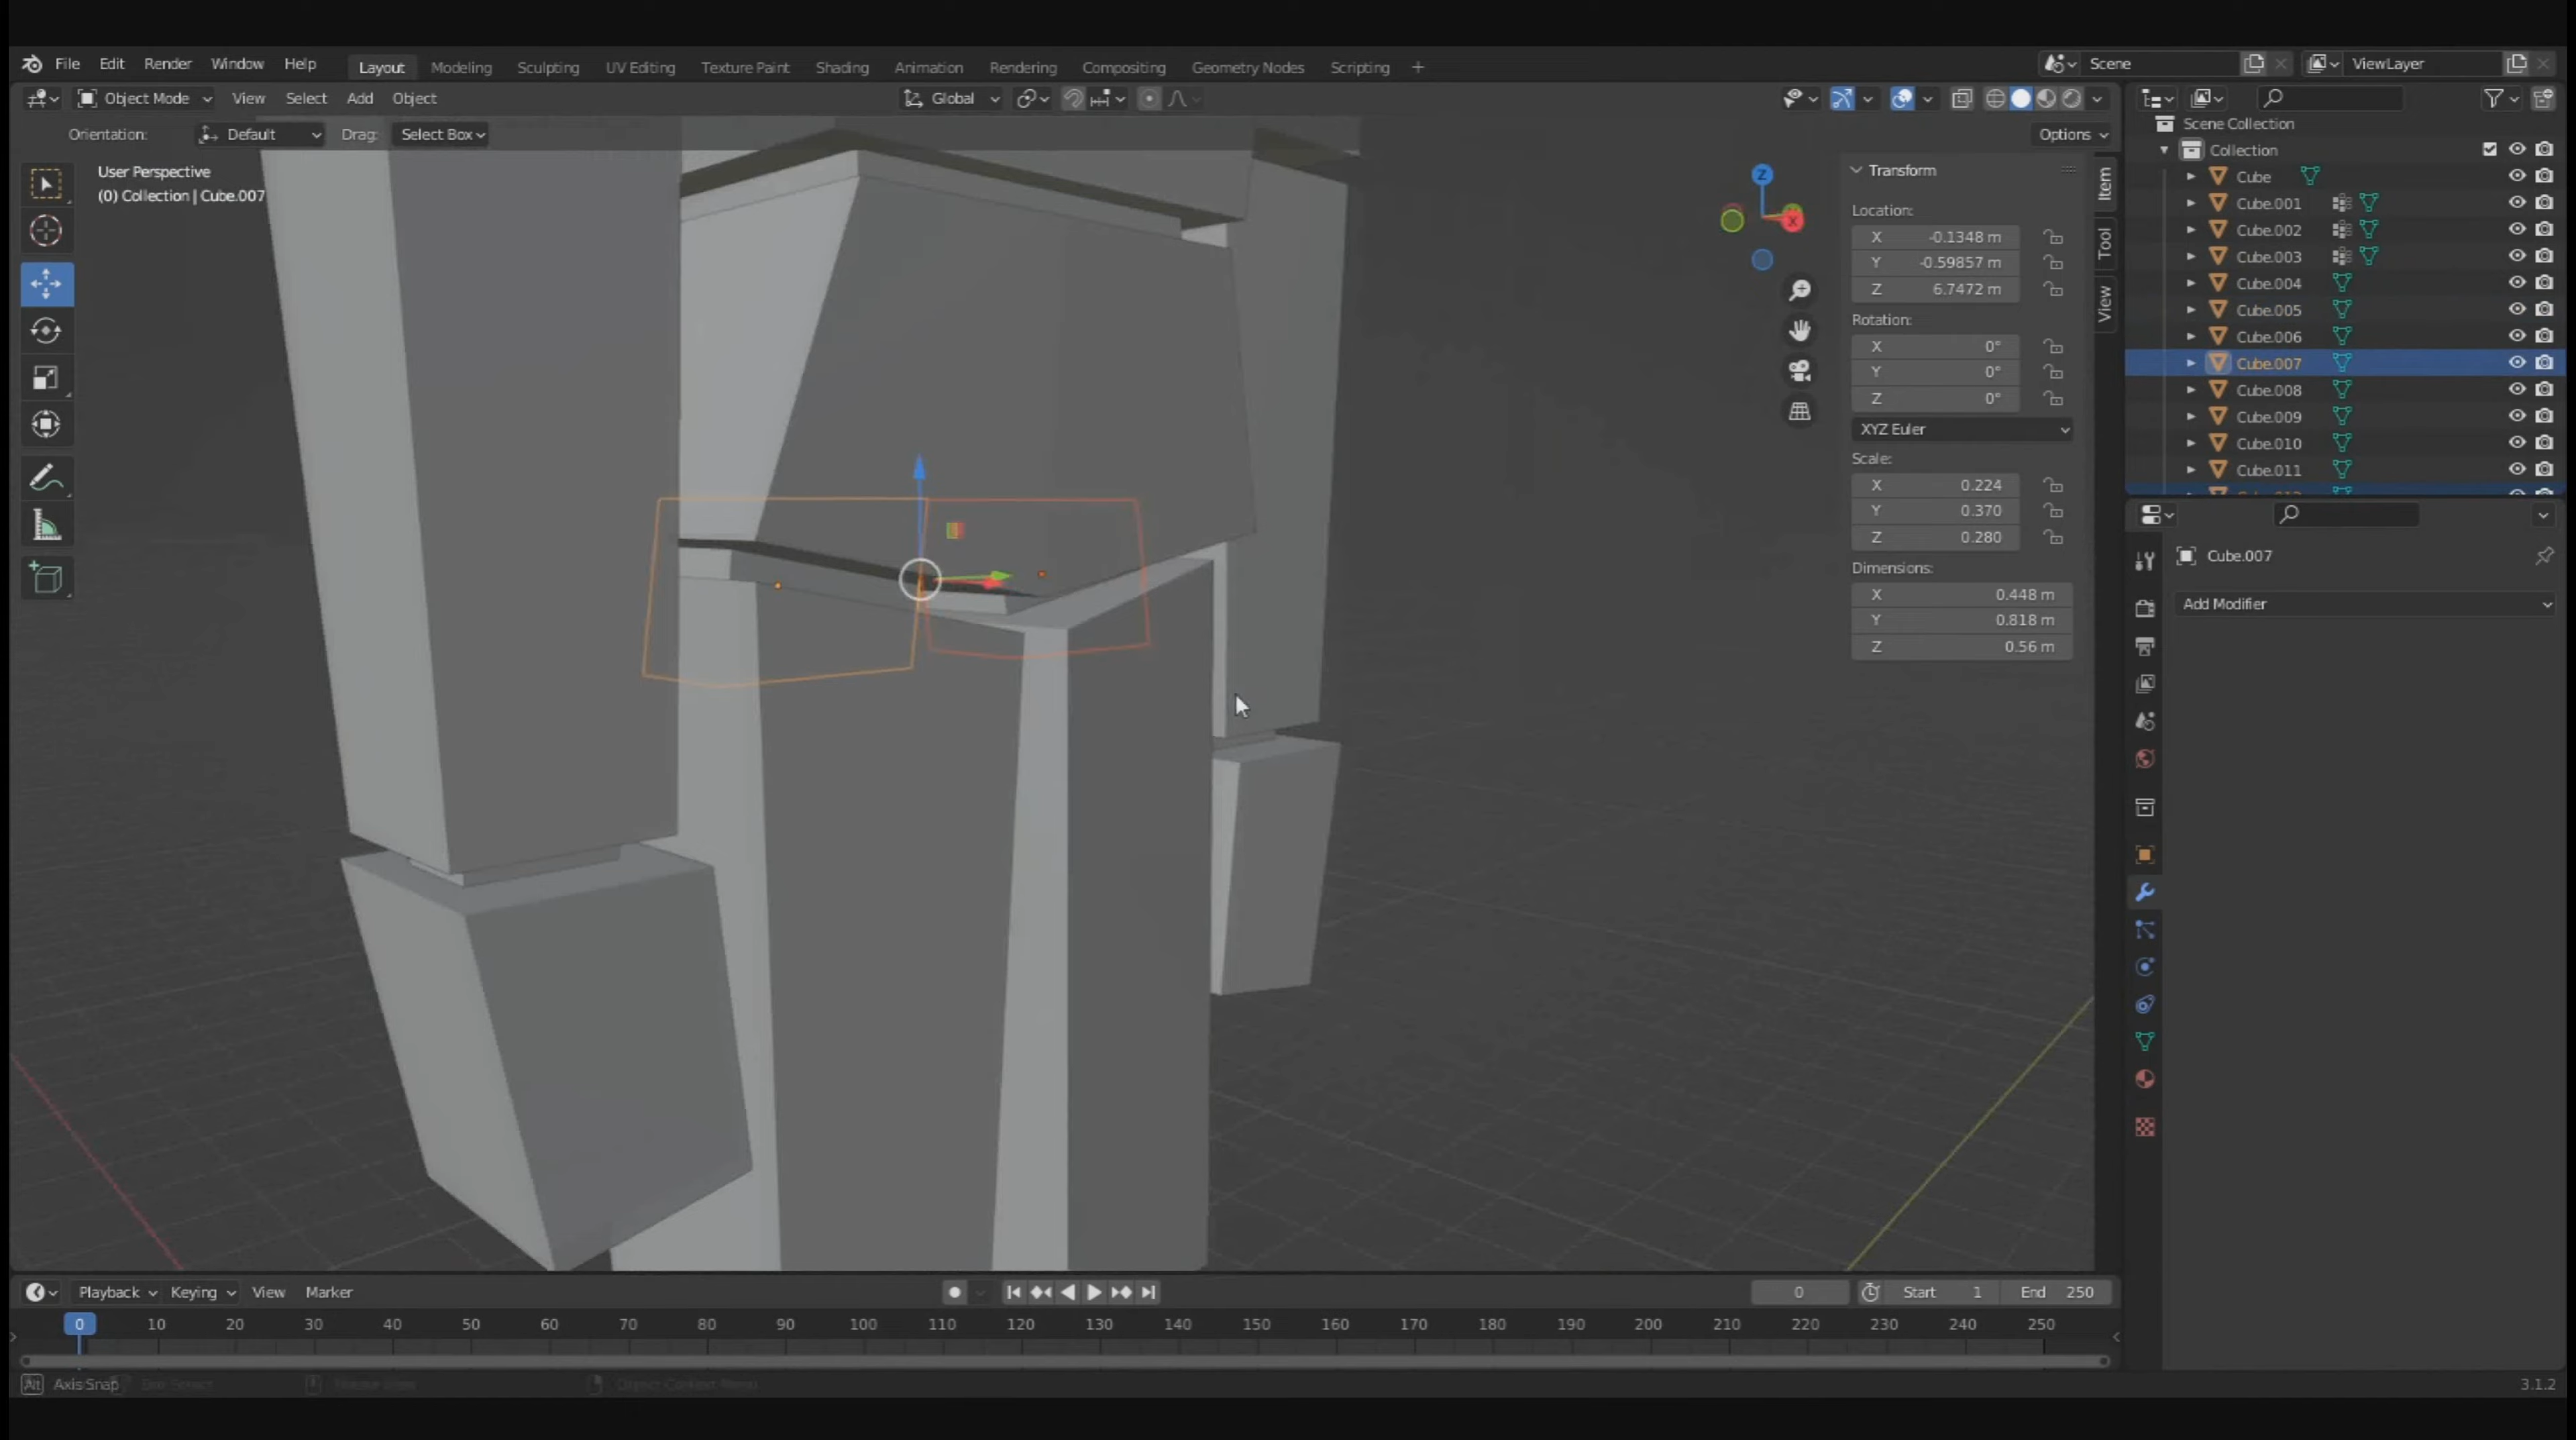 File Edit Render Window Help Layout Modeling Sculpting UV Editing Texture Paint Shading Animation Rendering Compositing Geometry Nodes Scripting + Scene ViewLayer
Object Mode View Select Add Object Global
Orientation: Default Drag: Select Box Options
User Perspective
(0) Collection | Cube.007
Z
X
Transform
Location:
X -0.1348 m
Y -0.59857 m
Z 6.7472 m
Rotation:
X 0°
Y 0°
Z 0°
XYZ Euler
Scale:
X 0.224
Y 0.370
Z 0.280
Dimensions:
X 0.448 m
Y 0.818 m
Z 0.56 m
Item
Tool
View
Scene Collection
Collection
Cube
Cube.001
Cube.002
Cube.003
Cube.004
Cube.005
Cube.006
Cube.007
Cube.008
Cube.009
Cube.010
Cube.011
Cube.007
Add Modifier
Playback Keying View Marker 0 Start 1 End 250
0 10 20 30 40 50 60 70 80 90 100 110 120 130 140 150 160 170 180 190 200 210 220 230 240 250
Alt Axis Snap Object Context Menu 3.1.2